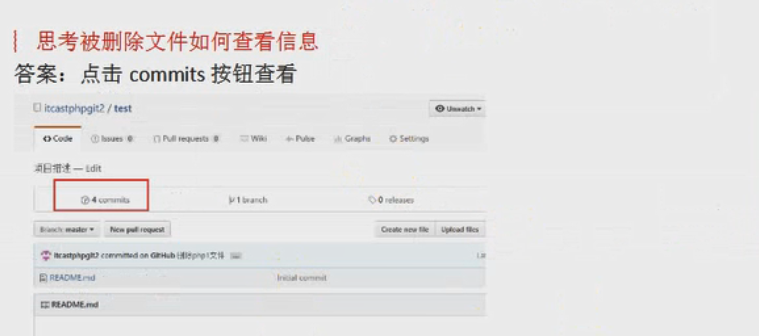 思考被删除文件如何查看信息
答案：点击 commits 按钮查看
itcastphpgit2 / test
Unwatch
Code Issues 0 Pull requests 0 Wiki Pulse Graphs Settings
项目描述 — Edit
4 commits 1 branch 0 releases
Branch: master New pull request Create new file Upload files
itcastphpgit2 committed on GitHub 创建php1文件
README.md Initial commit
README.md